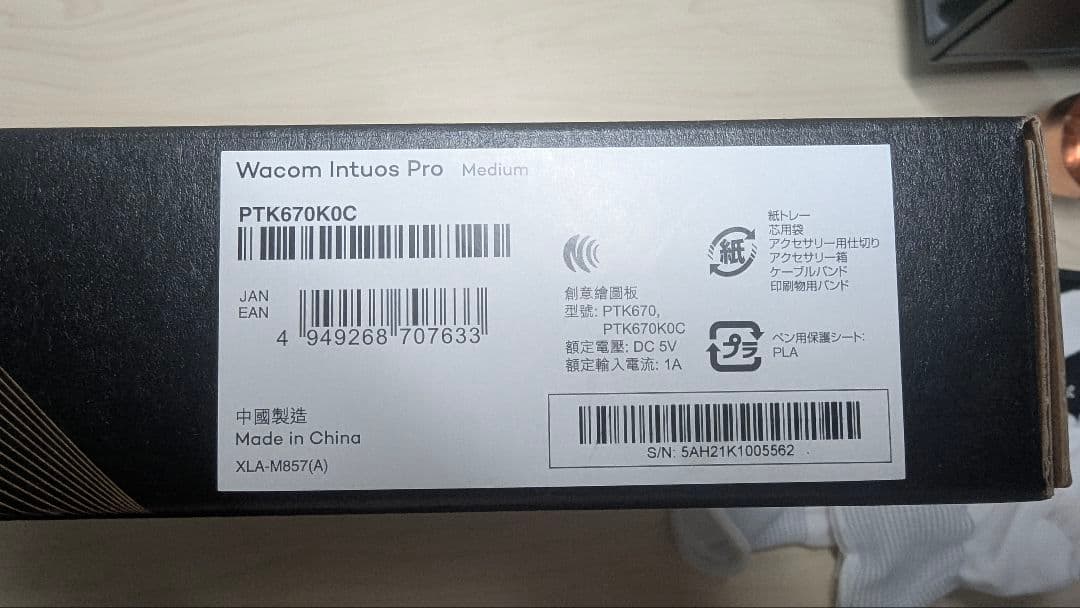 Wacom Intuos Pro Medium
PTK670K0C
JAN
EAN
4 949268 707633
中國製造
Made in China
XLA-M857(A)
創意繪圖板
型號: PTK670,
PTK670K0C
額定電壓: DC 5V
額定輸入電流: 1A
紙
紙トレー
芯用袋
アクセサリー用仕切り
アクセサリー箱
ケーブルバンド
印刷物用バンド
プラ
ペン用保護シート:
PLA
S/N: 5AH21K1005562